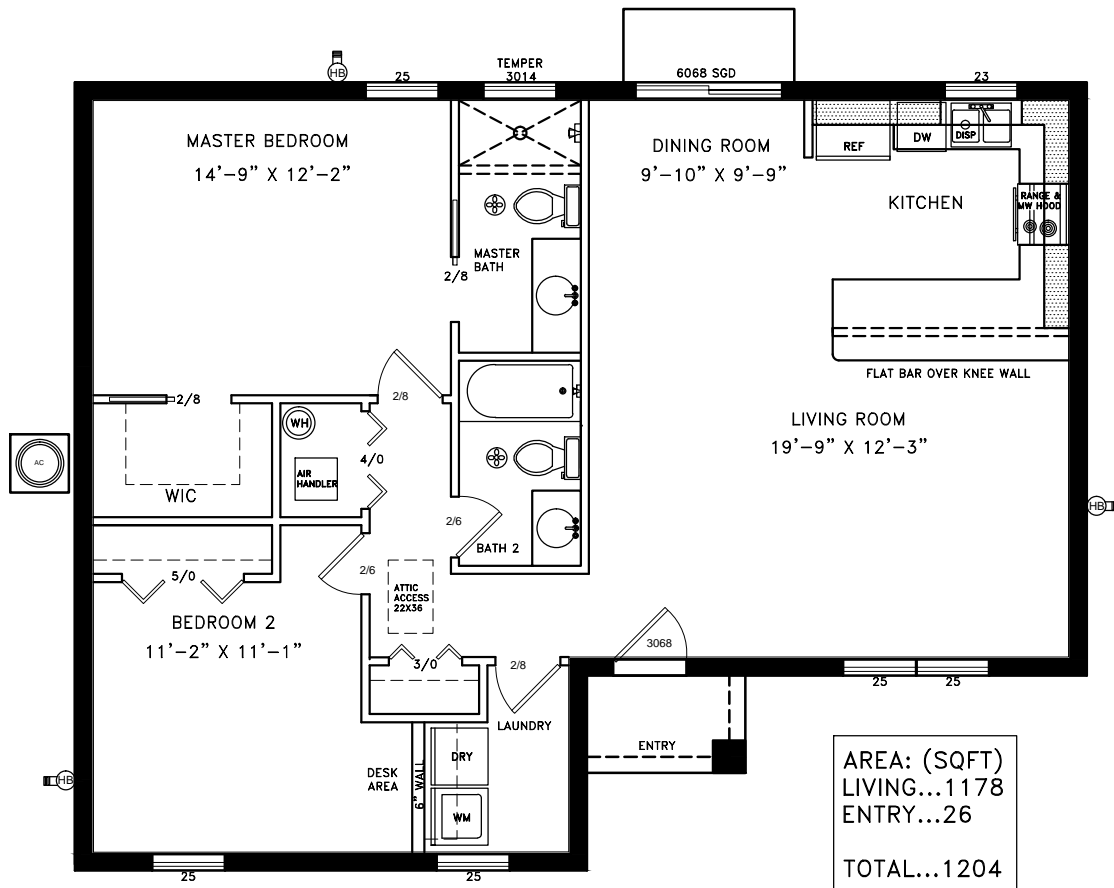 HB
25
TEMPER
3014
6068 SGD
23
MASTER BEDROOM
14'-9" X 12'-2"
DINING ROOM
9'-10" X 9'-9"
REF
DW
DISP
KITCHEN
RANGE &
MW HOOD
MASTER
BATH
2/8
FLAT BAR OVER KNEE WALL
2/8
2/8
WH
4/0
AIR
HANDLER
LIVING ROOM
19'-9" X 12'-3"
AC
WIC
HB
2/6
BATH 2
2/6
5/0
ATTIC
ACCESS
22X36
BEDROOM 2
11'-2" X 11'-1"
3/0
2/8
3068
25
25
LAUNDRY
ENTRY
DESK
AREA
6" WALL
DRY
WM
HB
AREA: (SQFT)
LIVING...1178
ENTRY...26
TOTAL...1204
25
25